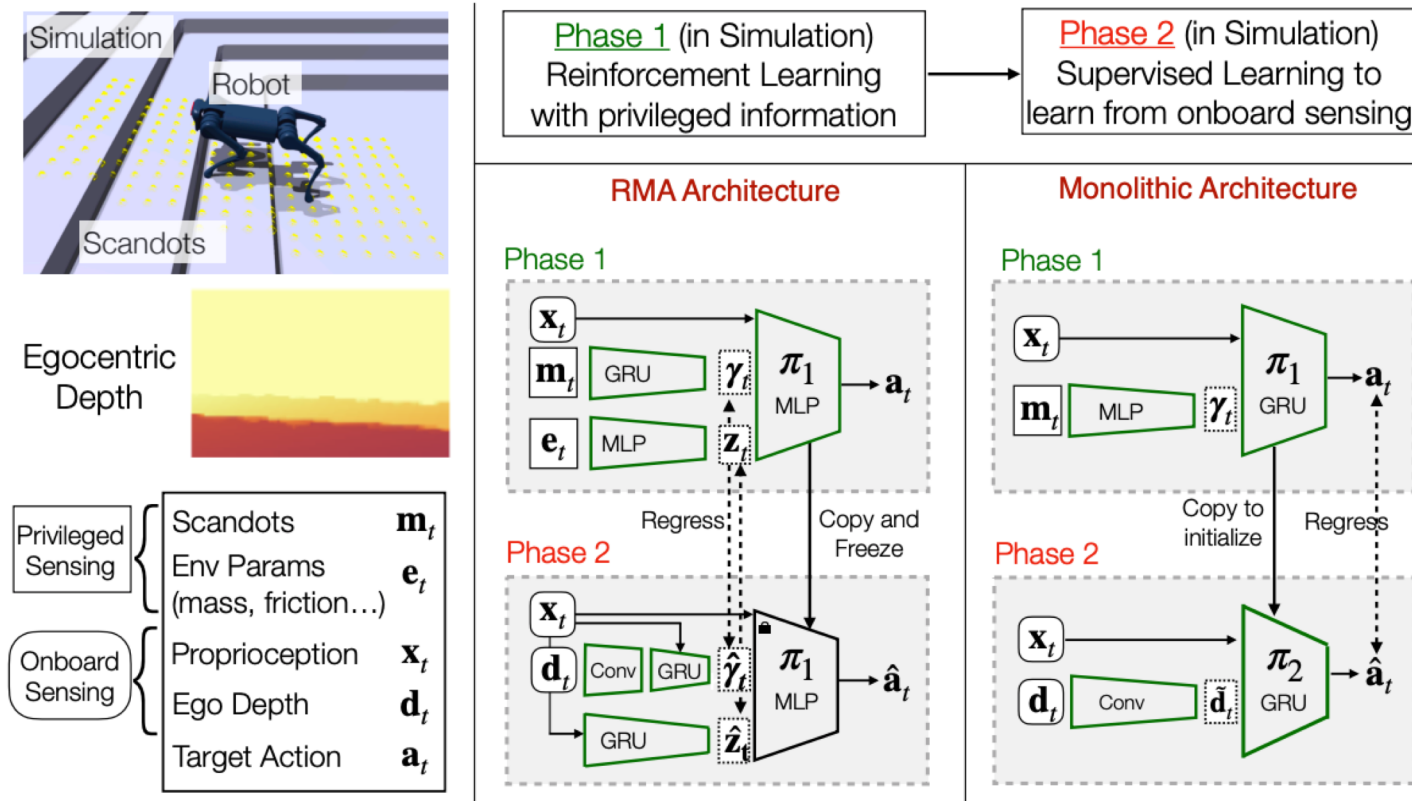 Simulation
Robot
Scandots
Egocentric
Depth
Privileged
Sensing
Onboard
Sensing
Scandots m_t
Env Params e_t
(mass, friction...)
Proprioception x_t
Ego Depth d_t
Target Action a_t
Phase 1 (in Simulation)
Reinforcement Learning
with privileged information
Phase 2 (in Simulation)
Supervised Learning to
learn from onboard sensing
RMA Architecture
Phase 1
x_t
m_t GRU γ_t
e_t MLP z_t
π_1
MLP
a_t
Regress
Copy and
Freeze
Phase 2
x_t
d_t Conv GRU γ̂_t
GRU ẑ_t
π_1
MLP
â_t
Monolithic Architecture
Phase 1
x_t
m_t MLP γ_t
π_1
GRU
a_t
Copy to
initialize
Regress
Phase 2
x_t
d_t Conv d̃_t
π_2
GRU
â_t